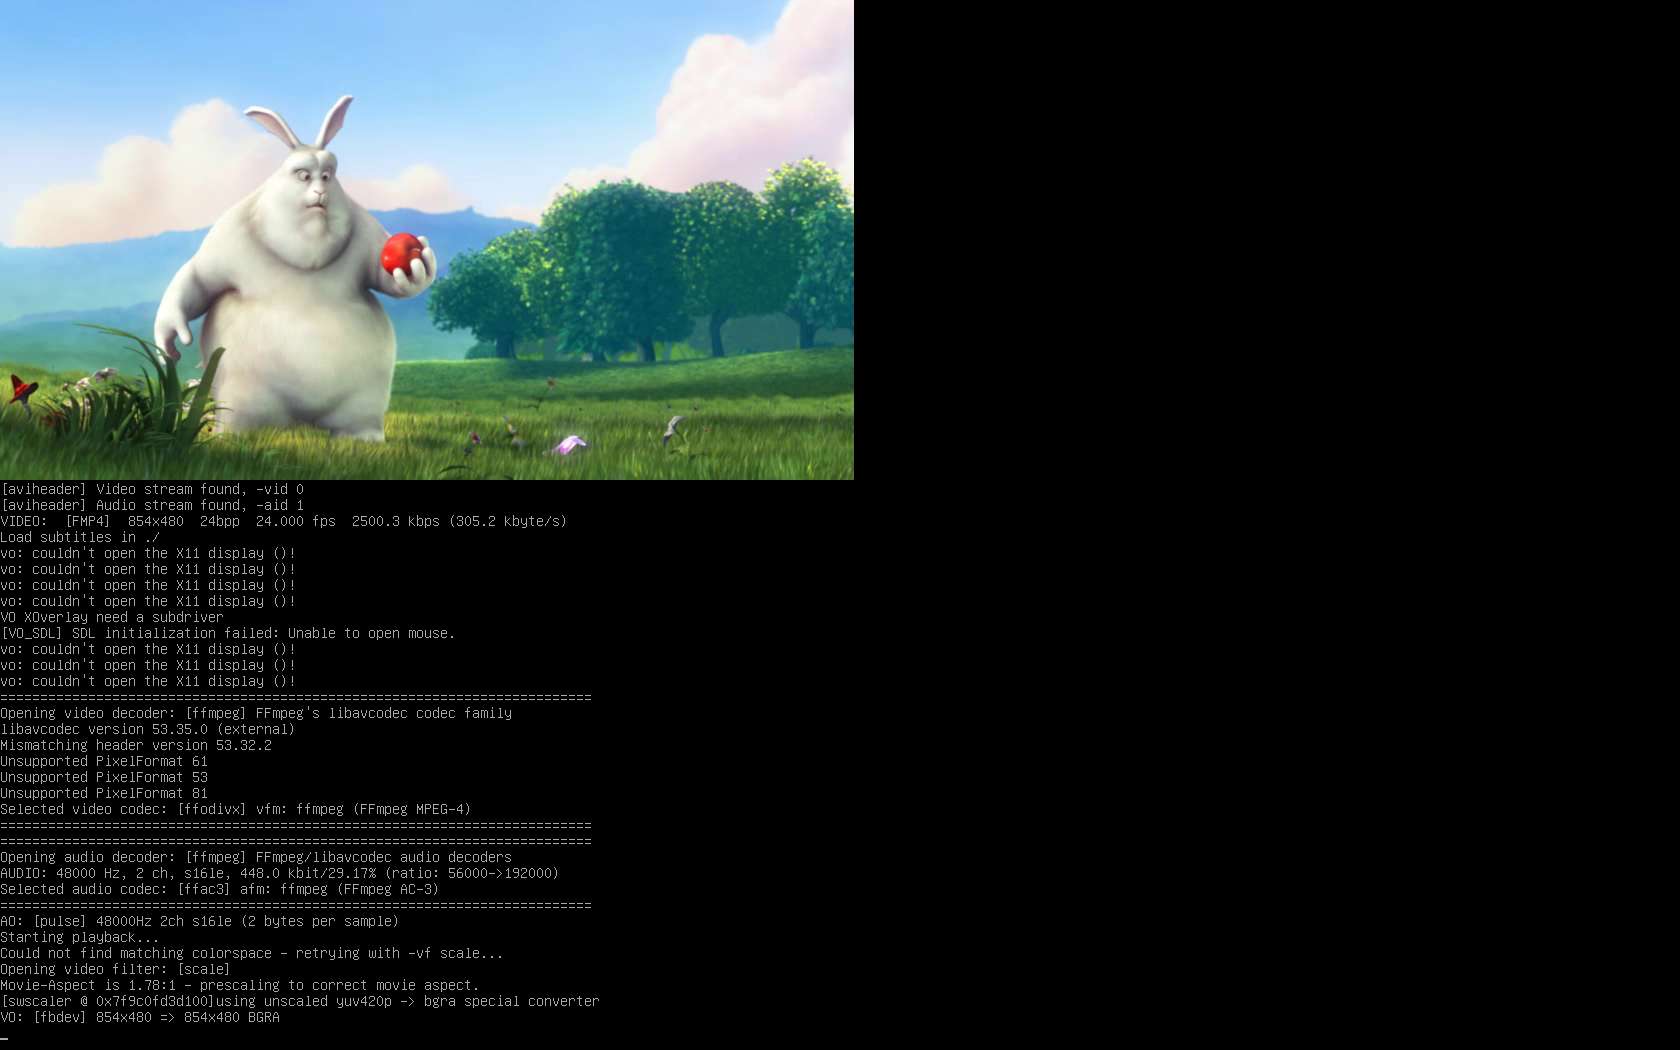 [aviheader] Video stream found, -vid 0
[aviheader] Audio stream found, -aid 1
VIDEO:  [FMP4]  854x480  24bpp  24.000 fps  2500.3 kbps (305.2 kbyte/s)
Load subtitles in ./
vo: couldn't open the X11 display ()!
vo: couldn't open the X11 display ()!
vo: couldn't open the X11 display ()!
vo: couldn't open the X11 display ()!
VO XOverlay need a subdriver
[VO_SDL] SDL initialization failed: Unable to open mouse.
vo: couldn't open the X11 display ()!
vo: couldn't open the X11 display ()!
vo: couldn't open the X11 display ()!
==========================================================================
Opening video decoder: [ffmpeg] FFmpeg's libavcodec codec family
libavcodec version 53.35.0 (external)
Mismatching header version 53.32.2
Unsupported PixelFormat 61
Unsupported PixelFormat 53
Unsupported PixelFormat 81
Selected video codec: [ffodivx] vfm: ffmpeg (FFmpeg MPEG-4)
==========================================================================
==========================================================================
Opening audio decoder: [ffmpeg] FFmpeg/libavcodec audio decoders
AUDIO: 48000 Hz, 2 ch, s16le, 448.0 kbit/29.17% (ratio: 56000->192000)
Selected audio codec: [ffac3] afm: ffmpeg (FFmpeg AC-3)
==========================================================================
AO: [pulse] 48000Hz 2ch s16le (2 bytes per sample)
Starting playback...
Could not find matching colorspace - retrying with -vf scale...
Opening video filter: [scale]
Movie-Aspect is 1.78:1 - prescaling to correct movie aspect.
[swscaler @ 0x7f9c0fd3d100]using unscaled yuv420p -> bgra special converter
VO: [fbdev] 854x480 => 854x480 BGRA